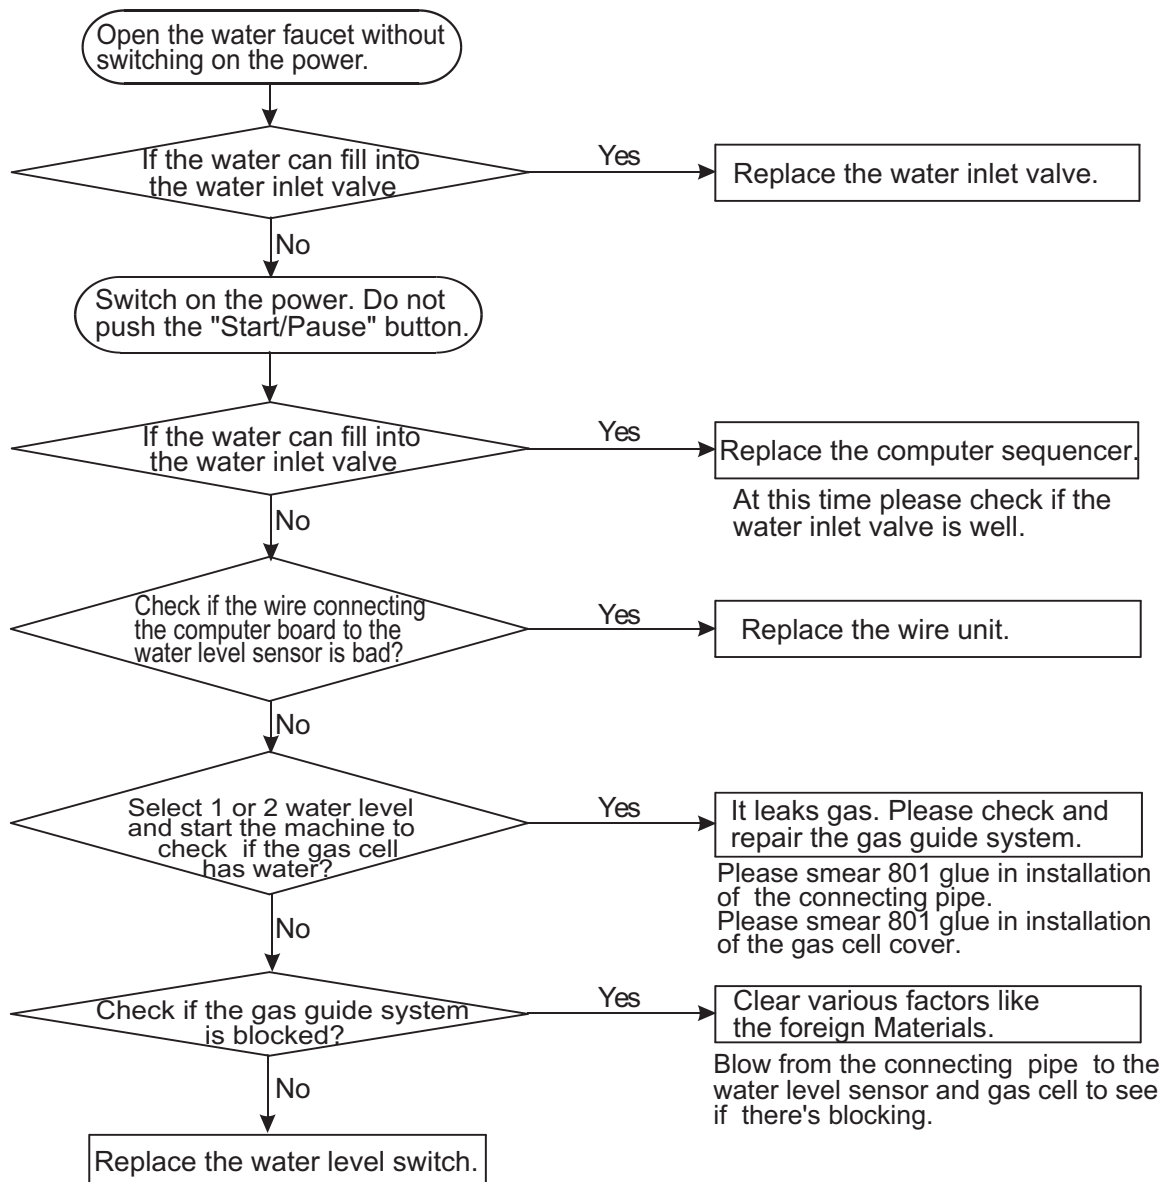 Open the water faucet without
switching on the power.
If the water can fill into
the water inlet valve
Yes
Replace the water inlet valve.
No
Switch on the power. Do not
push the "Start/Pause" button.
If the water can fill into
the water inlet valve
Yes
Replace the computer sequencer.
At this time please check if the
water inlet valve is well.
No
Check if the wire connecting
the computer board to the
water level sensor is bad?
Yes
Replace the wire unit.
No
Select 1 or 2 water level
and start the machine to
check if the gas cell
has water?
Yes
It leaks gas. Please check and
repair the gas guide system.
Please smear 801 glue in installation
of the connecting pipe.
Please smear 801 glue in installation
of the gas cell cover.
No
Check if the gas guide system
is blocked?
Yes
Clear various factors like
the foreign Materials.
Blow from the connecting pipe to the
water level sensor and gas cell to see
if there's blocking.
No
Replace the water level switch.